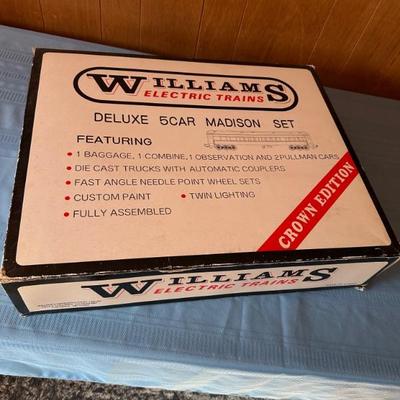 WILLIAMS
ELECTRIC TRAINS
DELUXE 5CAR MADISON SET
FEATURING
• 1 BAGGAGE, 1 COMBINE, 1 OBSERVATION AND 2 PULLMAN CARS
• DIE CAST TRUCKS WITH AUTOMATIC COUPLERS
• FAST ANGLE NEEDLE POINT WHEEL SETS
• CUSTOM PAINT • TWIN LIGHTING
• FULLY ASSEMBLED
CROWN EDITION
WILLIAMS
ELECTRIC TRAINS